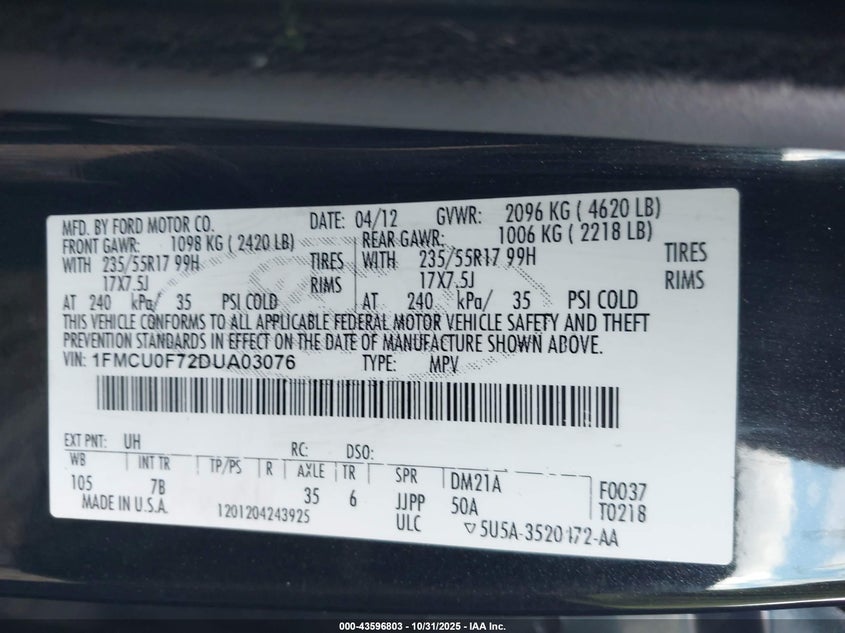 MFD. BY FORD MOTOR CO. DATE: 04/12 GVWR: 2096 KG ( 4620 LB)
FRONT GAWR: 1098 KG ( 2420 LB) REAR GAWR: 1006 KG ( 2218 LB)
WITH 235/55R17 99H TIRES WITH 235/55R17 99H TIRES
17X7.5J RIMS 17X7.5J RIMS
AT 240 kPa/ 35 PSI COLD AT 240 kPa/ 35 PSI COLD
THIS VEHICLE CONFORMS TO ALL APPLICABLE FEDERAL MOTOR VEHICLE SAFETY AND THEFT
PREVENTION STANDARDS IN EFFECT ON THE DATE OF MANUFACTURE SHOWN ABOVE.
VIN: 1FMCU0F72DUA03076 TYPE: MPV
EXT PNT: UH RC: DSO:
WB INT TR TP/PS R AXLE TR SPR DM21A F0037
105 7B 35 6 JJPP 50A T0218
MADE IN U.S.A. 1201204243925 ULC 5U5A-3520472-AA
000-43596803 - 10/31/2025 - IAA Inc.